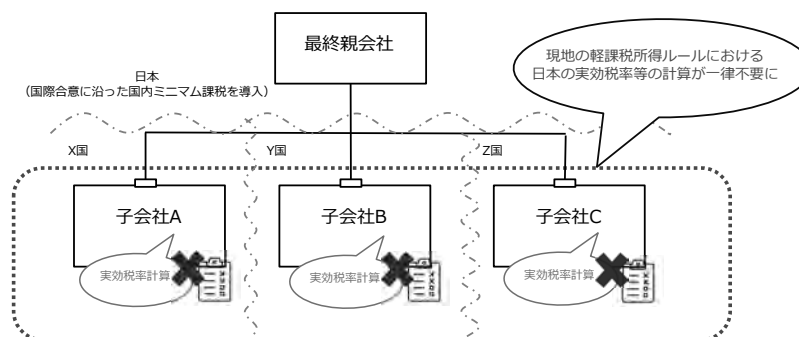 最終親会社
現地の軽課税所得ルールにおける
日本の実効税率等の計算が一律不要に
日本
（国際合意に沿った国内ミニマム課税を導入）
X国
Y国
Z国
子会社A
子会社B
子会社C
実効税率計算
実効税率計算
実効税率計算